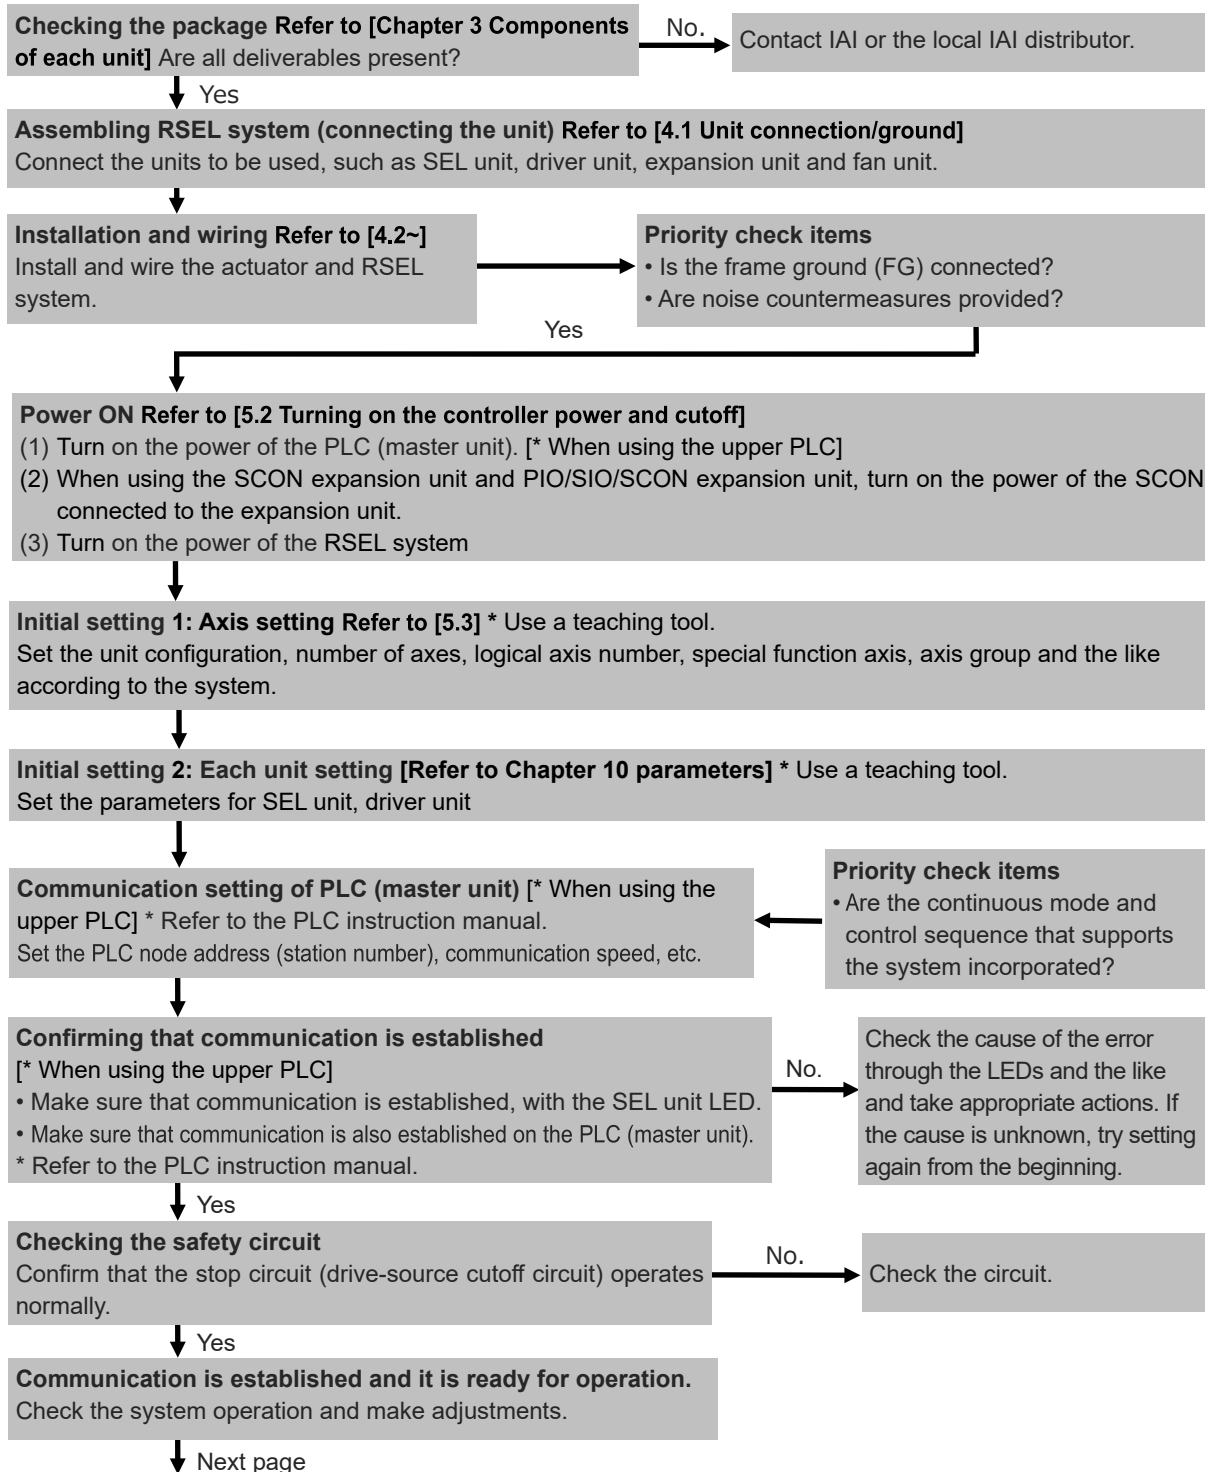 Checking the package Refer to [Chapter 3 Components
of each unit] Are all deliverables present?
No.
Contact IAI or the local IAI distributor.
Yes
Assembling RSEL system (connecting the unit) Refer to [4.1 Unit connection/ground]
Connect the units to be used, such as SEL unit, driver unit, expansion unit and fan unit.
Installation and wiring Refer to [4.2~]
Install and wire the actuator and RSEL
system.
Priority check items
• Is the frame ground (FG) connected?
• Are noise countermeasures provided?
Yes
Power ON Refer to [5.2 Turning on the controller power and cutoff]
(1) Turn on the power of the PLC (master unit). [* When using the upper PLC]
(2) When using the SCON expansion unit and PIO/SIO/SCON expansion unit, turn on the power of the SCON
connected to the expansion unit.
(3) Turn on the power of the RSEL system
Initial setting 1: Axis setting Refer to [5.3] * Use a teaching tool.
Set the unit configuration, number of axes, logical axis number, special function axis, axis group and the like
according to the system.
Initial setting 2: Each unit setting [Refer to Chapter 10 parameters] * Use a teaching tool.
Set the parameters for SEL unit, driver unit
Communication setting of PLC (master unit) [* When using the
upper PLC] * Refer to the PLC instruction manual.
Set the PLC node address (station number), communication speed, etc.
Priority check items
• Are the continuous mode and
control sequence that supports
the system incorporated?
Confirming that communication is established
[* When using the upper PLC]
• Make sure that communication is established, with the SEL unit LED.
• Make sure that communication is also established on the PLC (master unit).
* Refer to the PLC instruction manual.
No.
Check the cause of the error
through the LEDs and the like
and take appropriate actions. If
the cause is unknown, try setting
again from the beginning.
Yes
Checking the safety circuit
Confirm that the stop circuit (drive-source cutoff circuit) operates
normally.
No.
Check the circuit.
Yes
Communication is established and it is ready for operation.
Check the system operation and make adjustments.
Next page